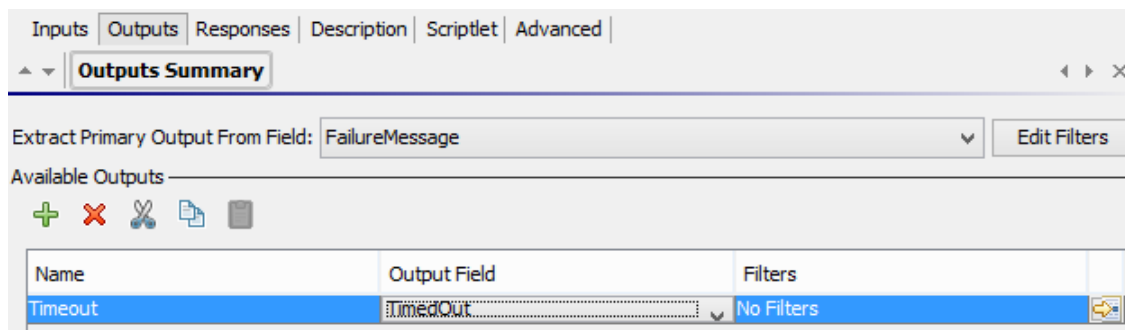 Inputs Outputs Responses Description Scriptlet Advanced
Outputs Summary
Extract Primary Output From Field: FailureMessage Edit Filters
Available Outputs
Name Output Field Filters
Timeout TimedOut No Filters